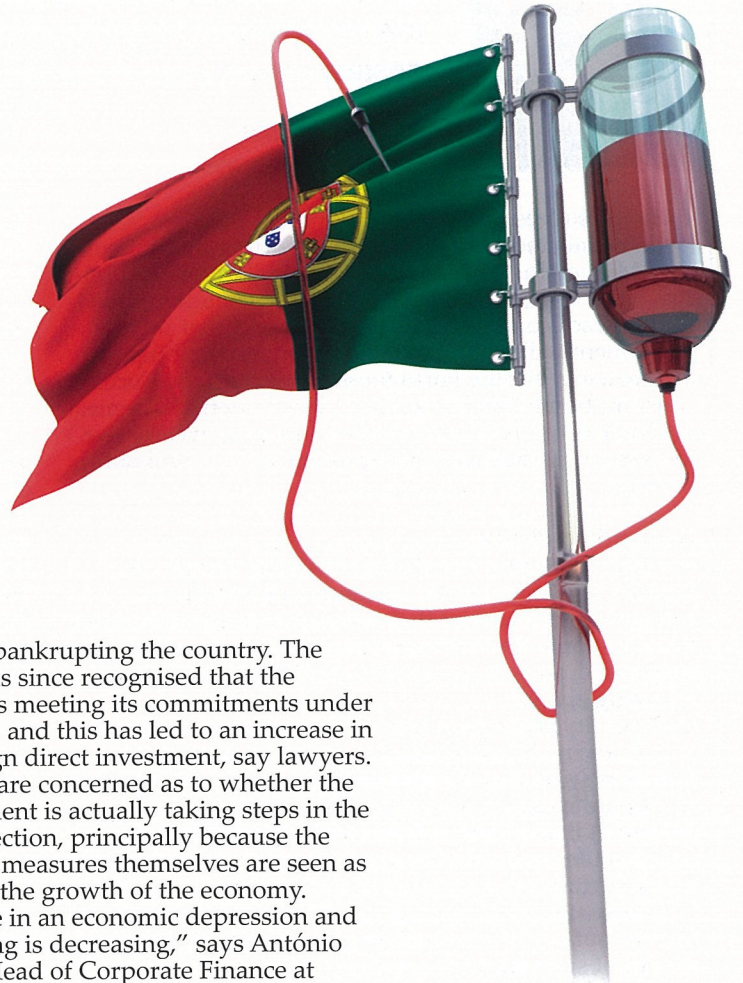 bankrupting the country. The
s since recognised that the
s meeting its commitments under
and this has led to an increase in
gn direct investment, say lawyers.
are concerned as to whether the
ent is actually taking steps in the
ection, principally because the
measures themselves are seen as
the growth of the economy.
e in an economic depression and
ng is decreasing,” says António
Head of Corporate Finance at